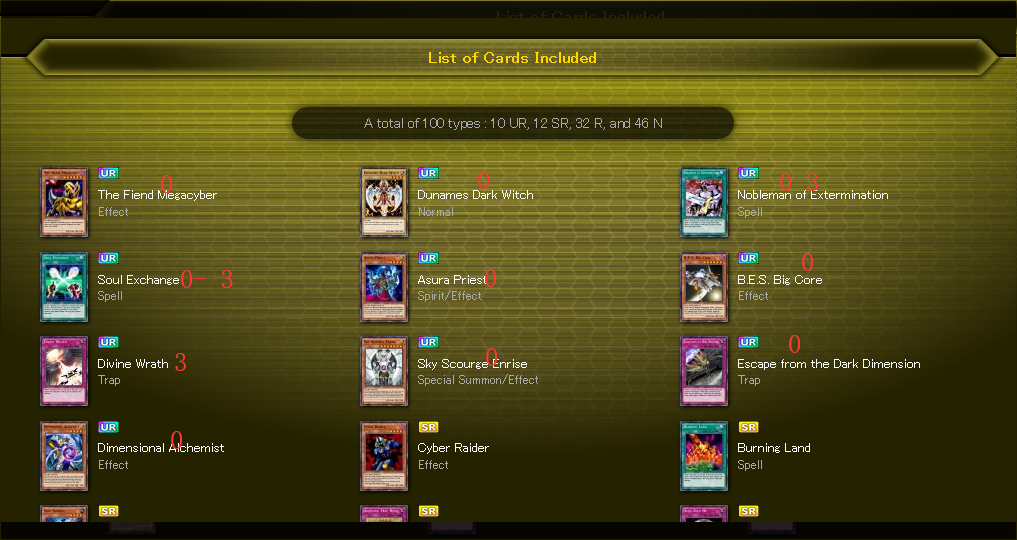 List of Cards Included
List of Cards Included
A total of 100 types : 10 UR, 12 SR, 32 R, and 46 N
UR
0
The Fiend Megacyber
Effect
UR
0
Dunames Dark Witch
Normal
UR
0 3
Nobleman of Extermination
Spell
UR
Soul Exchange 0- 3
Spell
UR
Asura Priest 0
Spirit/Effect
UR
0
B.E.S. Big Core
Effect
UR
Divine Wrath 3
Trap
UR
0
Sky Scourge Enrise
Special Summon/Effect
UR
0
Escape from the Dark Dimension
Trap
UR
0
Dimensional Alchemist
Effect
SR
Cyber Raider
Effect
SR
Burning Land
Spell
SR
SR
SR